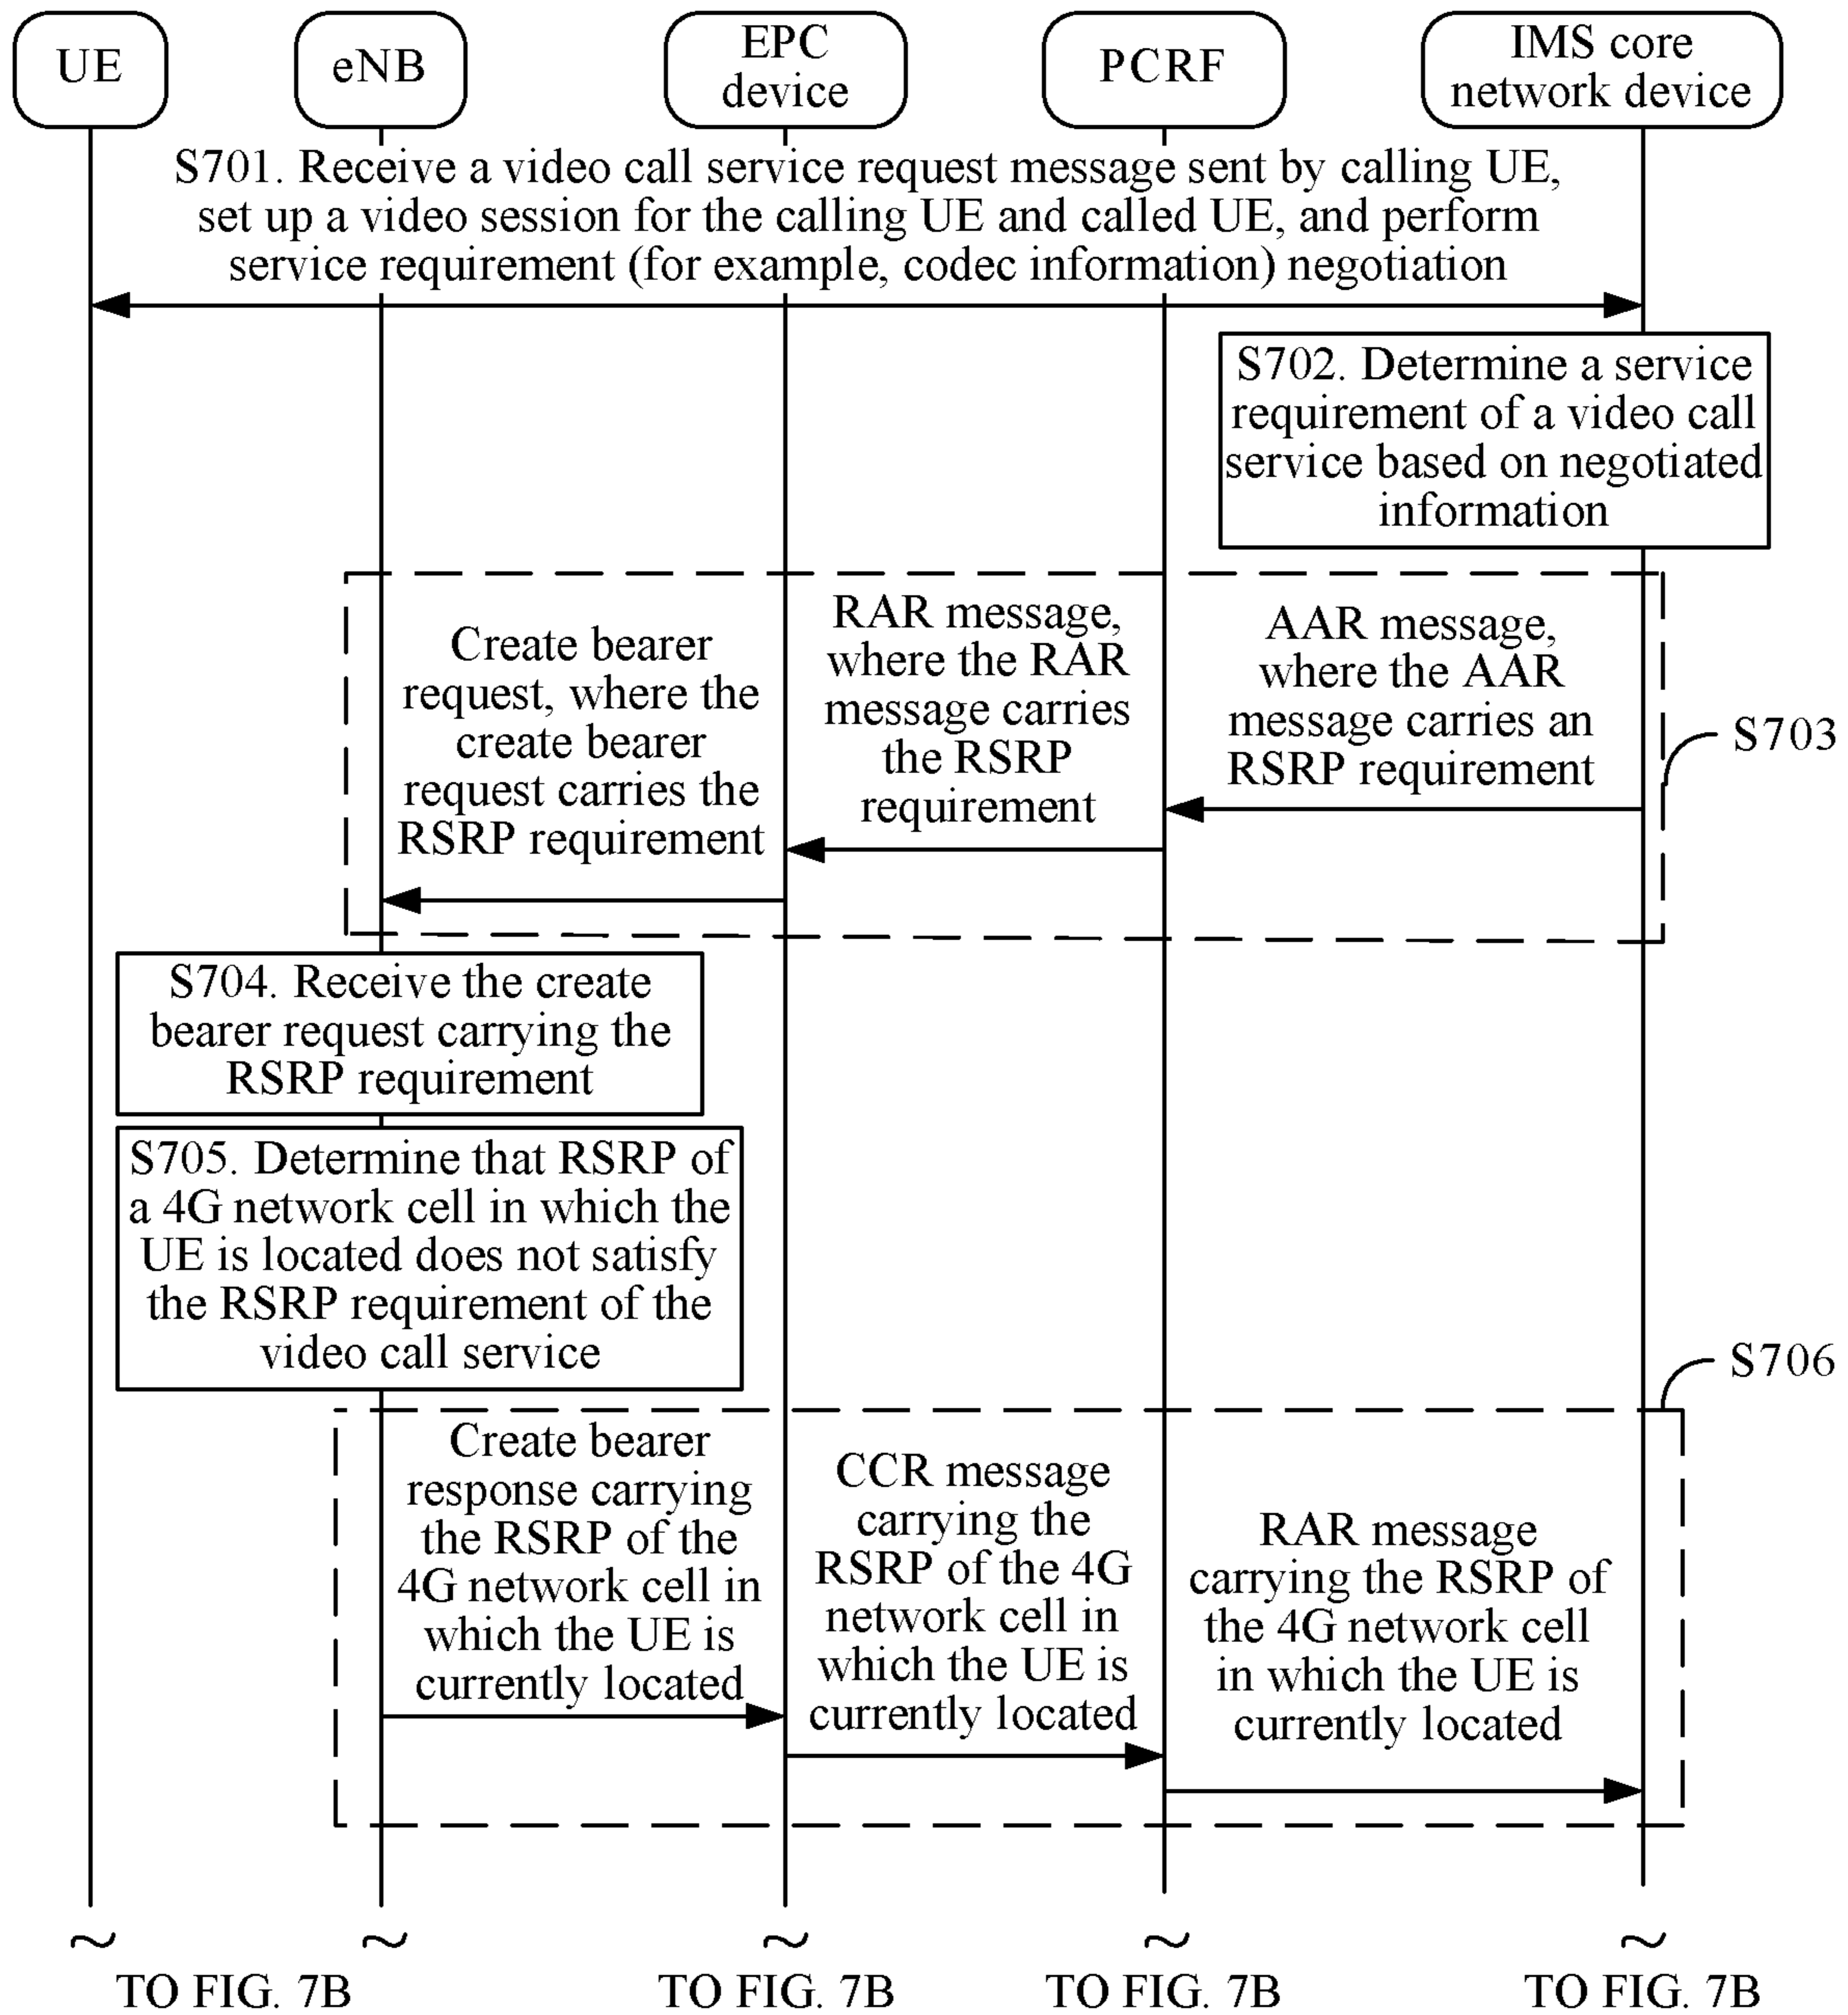 UE
eNB
EPC
device
PCRF
IMS core
network device
S701. Receive a video call service request message sent by calling UE,
set up a video session for the calling UE and called UE, and perform
service requirement (for example, codec information) negotiation
S702. Determine a service
requirement of a video call
service based on negotiated
information
Create bearer
request, where the
create bearer
request carries the
RSRP requirement
RAR message,
where the RAR
message carries
the RSRP
requirement
AAR message,
where the AAR
message carries an
RSRP requirement
S703
S704. Receive the create
bearer request carrying the
RSRP requirement
S705. Determine that RSRP of
a 4G network cell in which the
UE is located does not satisfy
the RSRP requirement of the
video call service
S706
Create bearer
response carrying
the RSRP of the
4G network cell in
which the UE is
currently located
CCR message
carrying the
RSRP of the 4G
network cell in
which the UE is
currently located
RAR message
carrying the RSRP of
the 4G network cell
in which the UE is
currently located
TO FIG. 7B
TO FIG. 7B
TO FIG. 7B
TO FIG. 7B